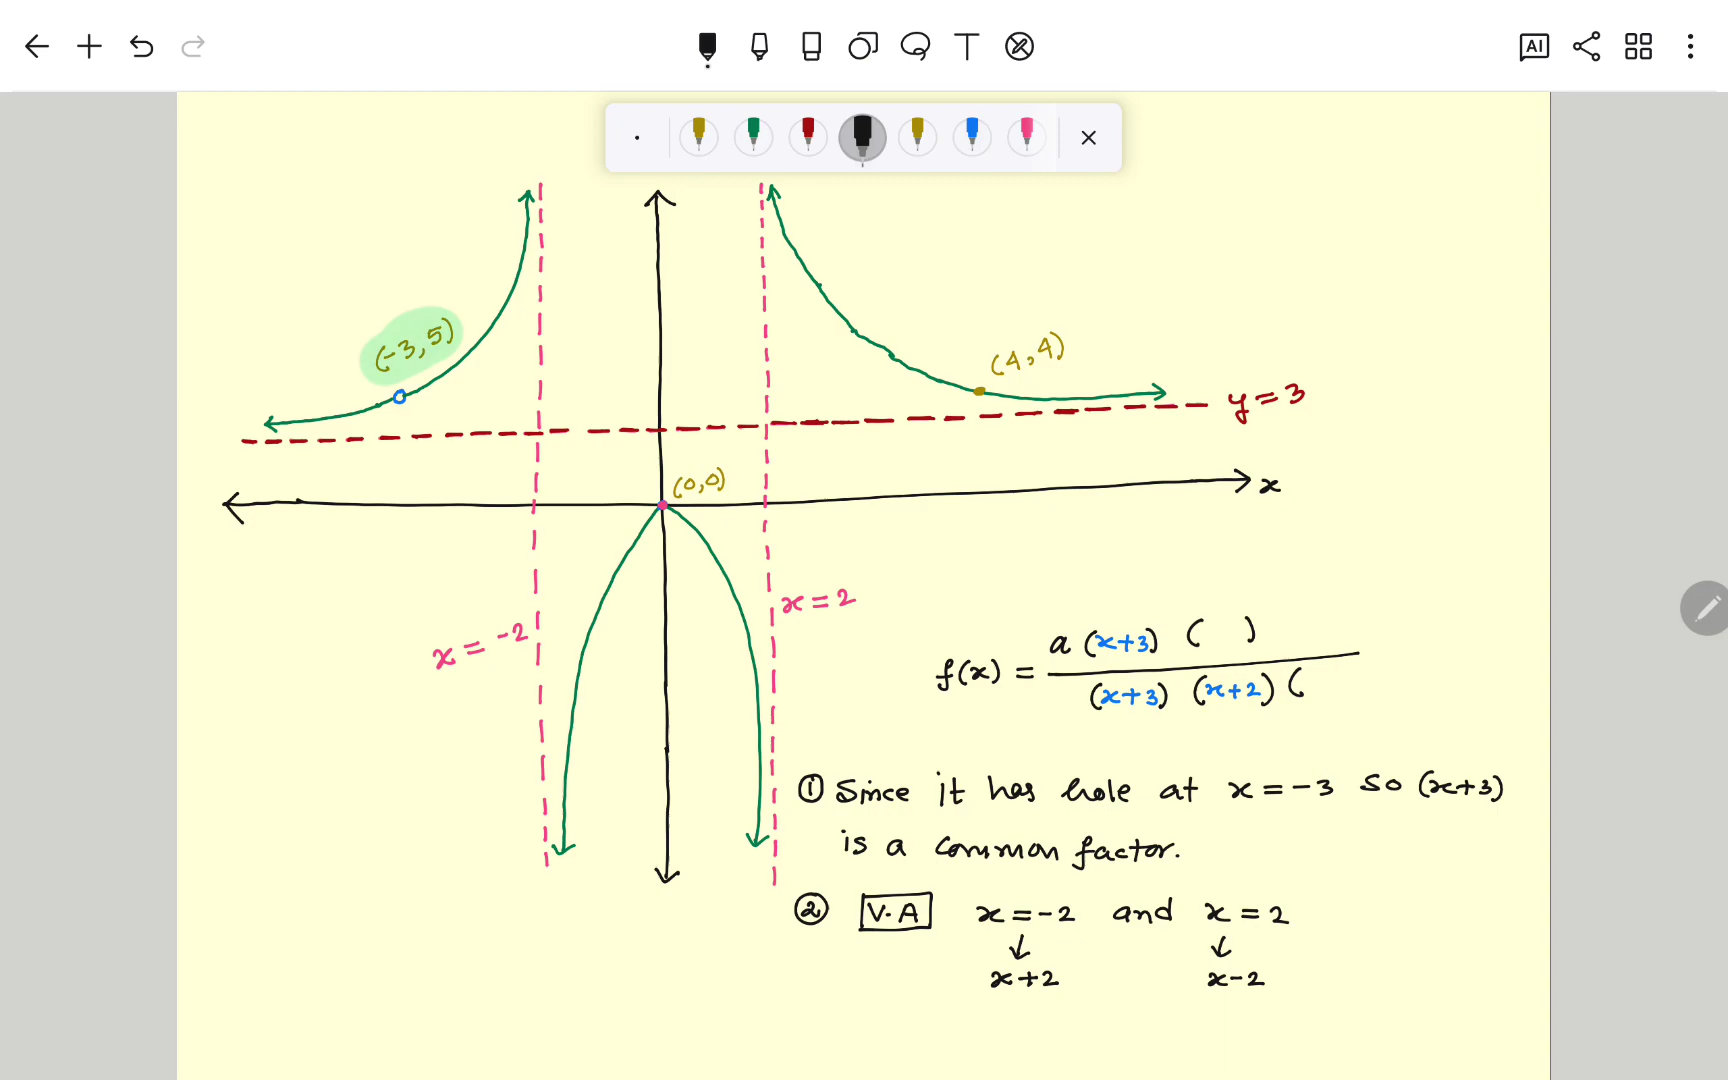 AI
T
(-3,5)
(4,4)
y = 3
(0,0)
x
x = 2
x = -2
f(x) = a (x+3) ( )
(x+3) (x+2) (
① Since it has hole at x = -3 so (x+3)
is a common factor.
② V.A x = -2 and x = 2
↓ ↓
x+2 x-2